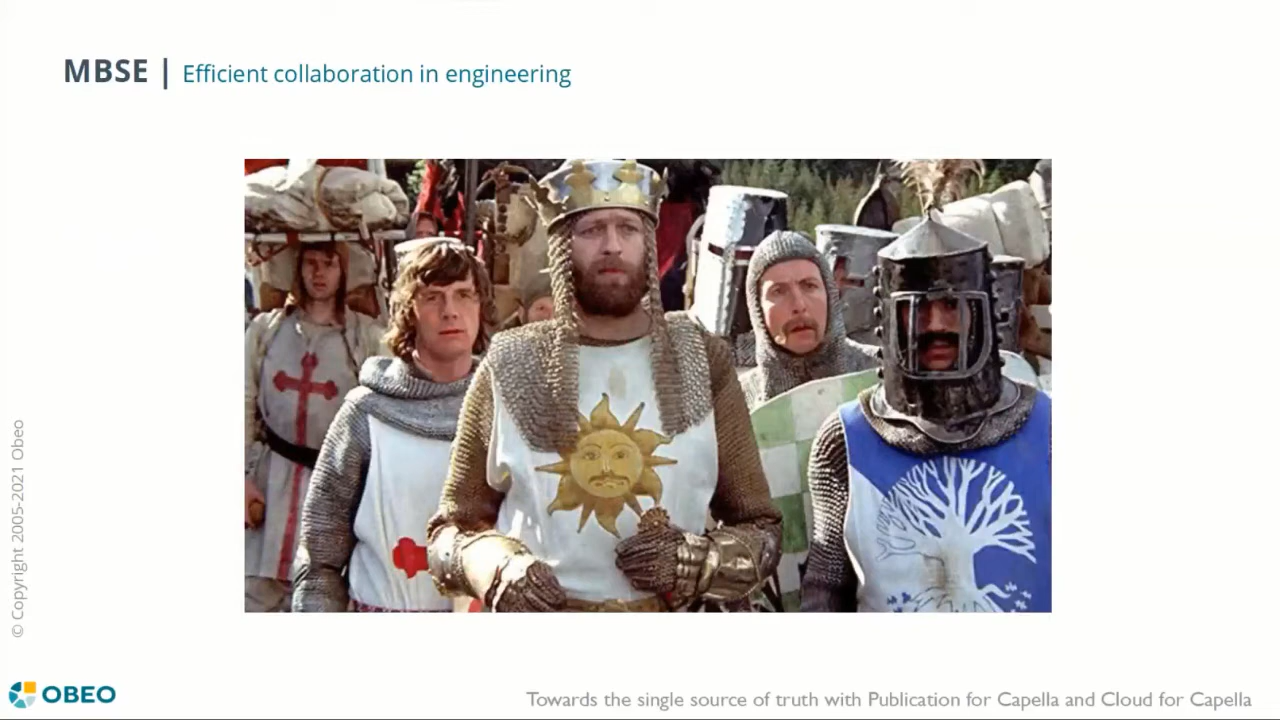 MBSE | Efficient collaboration in engineering
© Copyright 2005-2021 Obeo
OBEO
Towards the single source of truth with Publication for Capella and Cloud for Capella